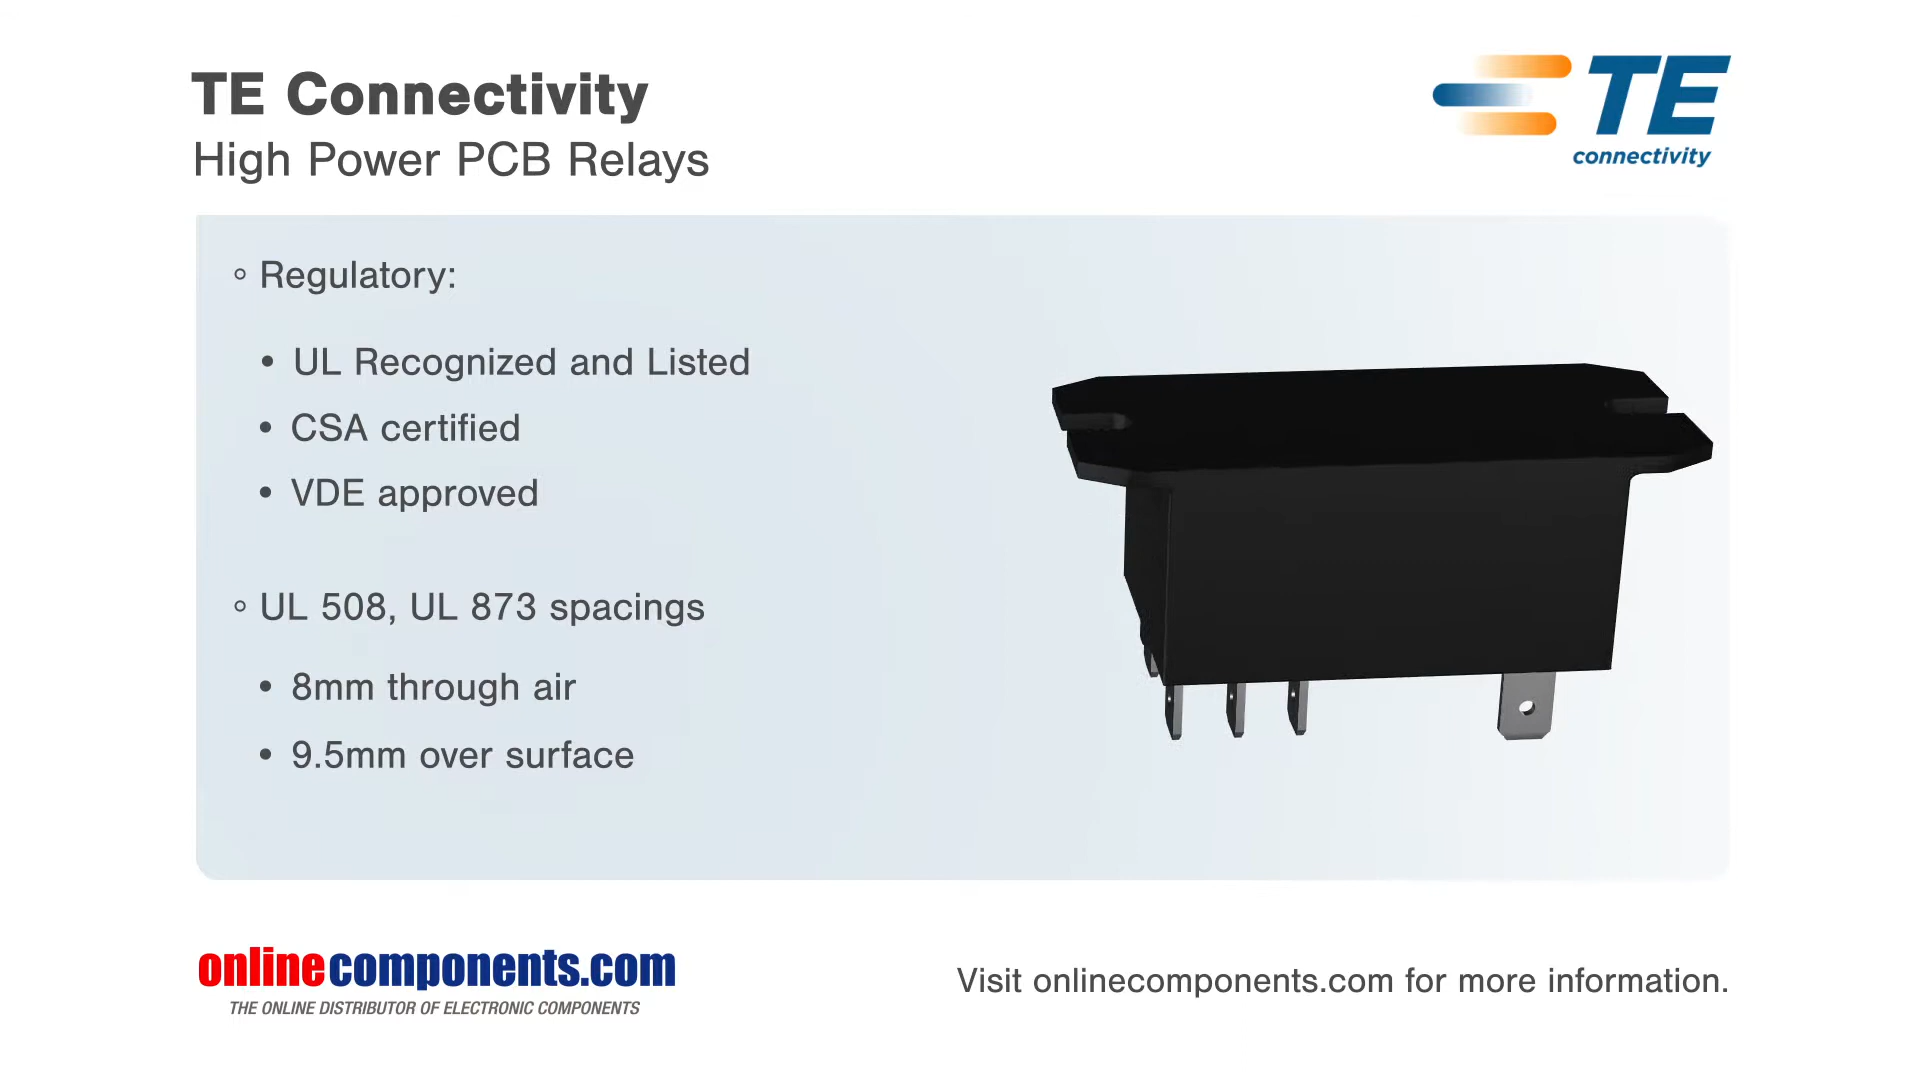 TE Connectivity
High Power PCB Relays
TE
connectivity
Regulatory:
• UL Recognized and Listed
• CSA certified
• VDE approved
UL 508, UL 873 spacings
• 8mm through air
• 9.5mm over surface
onlinecomponents.com
THE ONLINE DISTRIBUTOR OF ELECTRONIC COMPONENTS
Visit onlinecomponents.com for more information.